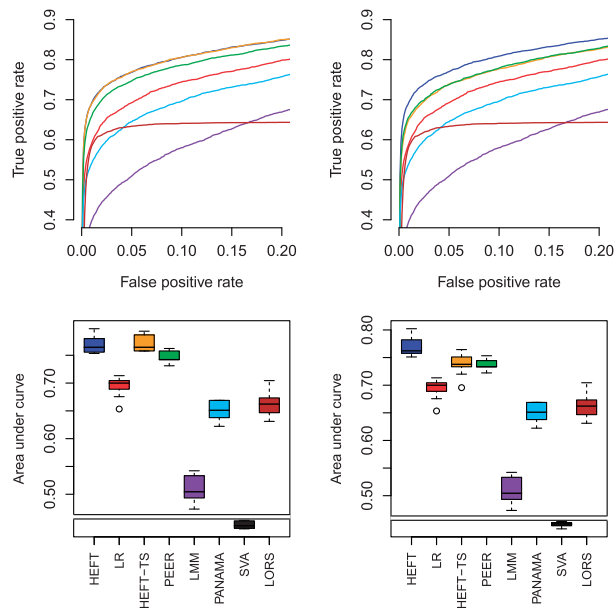 0.9
0.8
0.7
0.6
0.5
0.4
True positive rate
0.00 0.05 0.10 0.15 0.20
False positive rate
0.9
0.8
0.7
0.6
0.5
0.4
True positive rate
0.00 0.05 0.10 0.15 0.20
False positive rate
0.70
0.60
0.50
Area under curve
HEFT
LR
HEFT-TS
PEER
LMM
PANAMA
SVA
LORS
0.80
0.70
0.60
0.50
Area under curve
HEFT
LR
HEFT-TS
PEER
LMM
PANAMA
SVA
LORS